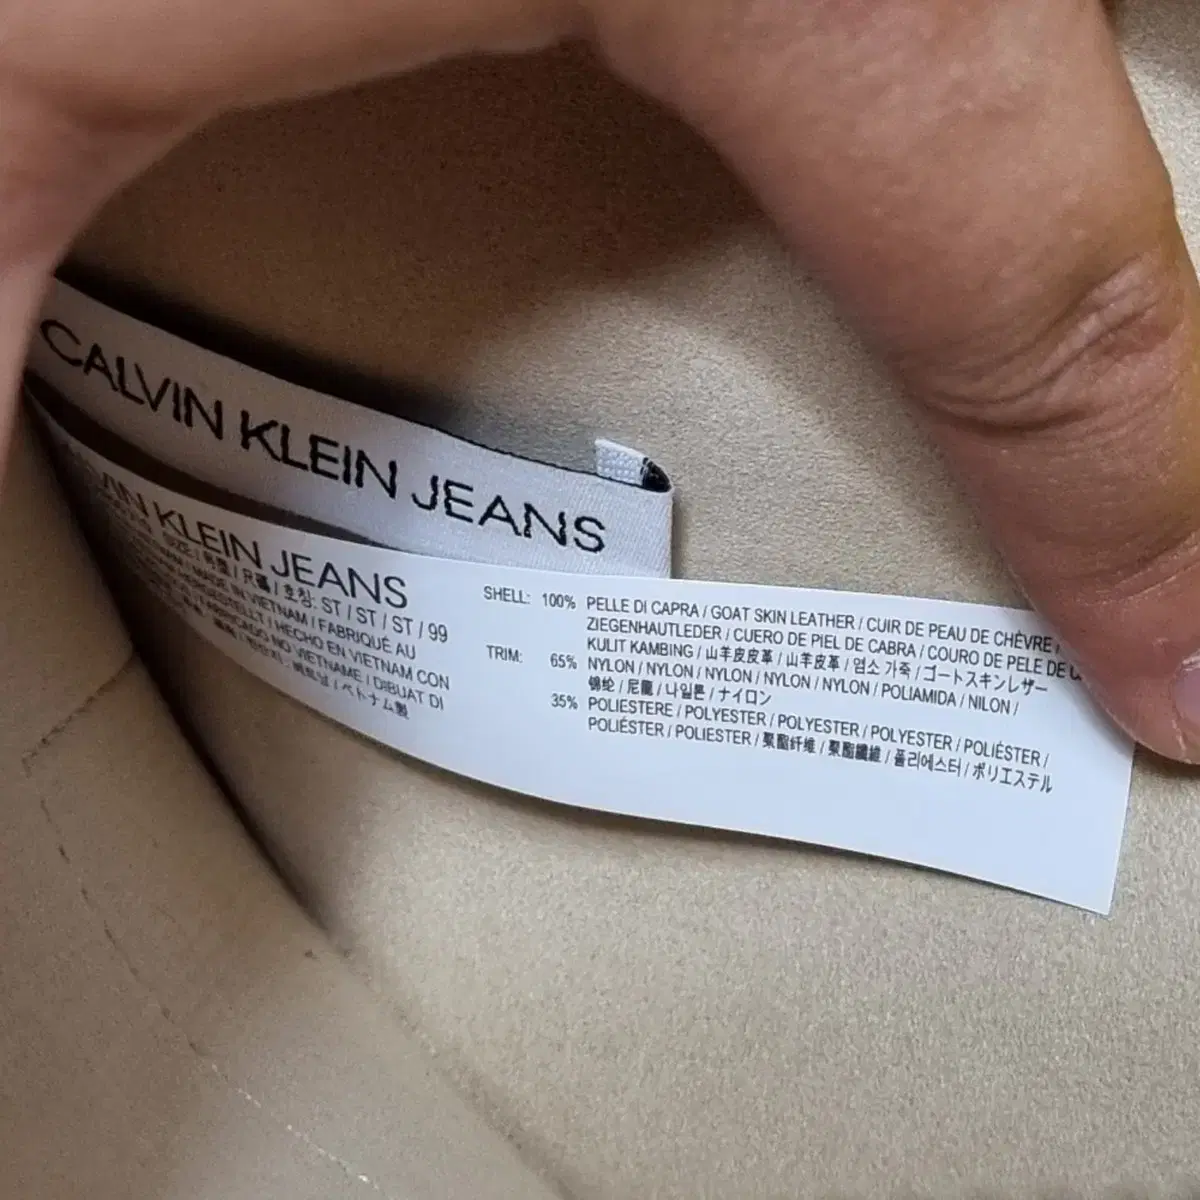 CALVIN KLEIN JEANS
KLEIN JEANS
SIZE / 尺碼 / 호칭: ST / ST / ST / 99
MADE IN VIETNAM / FABRIQUÉ AU
HECHO EN VIETNAM CON
FABRICADO NO VIETNAME / DIBUAT DI
베트남 / ベトナム製
SHELL: 100% PELLE DI CAPRA / GOAT SKIN LEATHER / CUIR DE PEAU DE CHÈVRE /
ZIEGENHAUTLEDER / CUERO DE PIEL DE CABRA / COURO DE PELE DE
KULIT KAMBING / 山羊皮皮革 / 山羊皮革 / 염소 가죽 / ゴートスキンレザー
TRIM: 65% NYLON / NYLON / NYLON / NYLON / NYLON / POLIAMIDA / NILON /
锦纶 / 尼龍 / 나일론 / ナイロン
35% POLIESTERE / POLYESTER / POLYESTER / POLYESTER / POLIÉSTER /
POLIÉSTER / POLIESTER / 聚酯纤维 / 聚酯纖維 / 폴리에스터 / ポリエステル